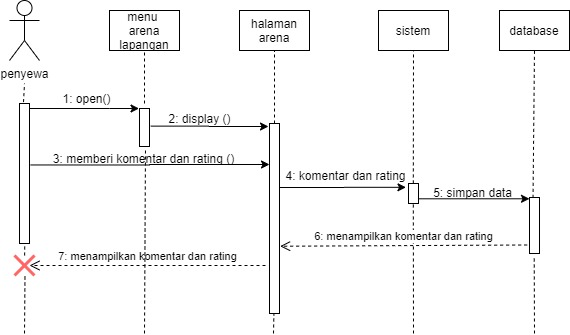 menu
arena
lapangan
halaman
arena
sistem
database
penyewa
1: open()
2: display ()
3: memberi komentar dan rating ()
4: komentar dan rating
5: simpan data
6: menampilkan komentar dan rating
7: menampilkan komentar dan rating